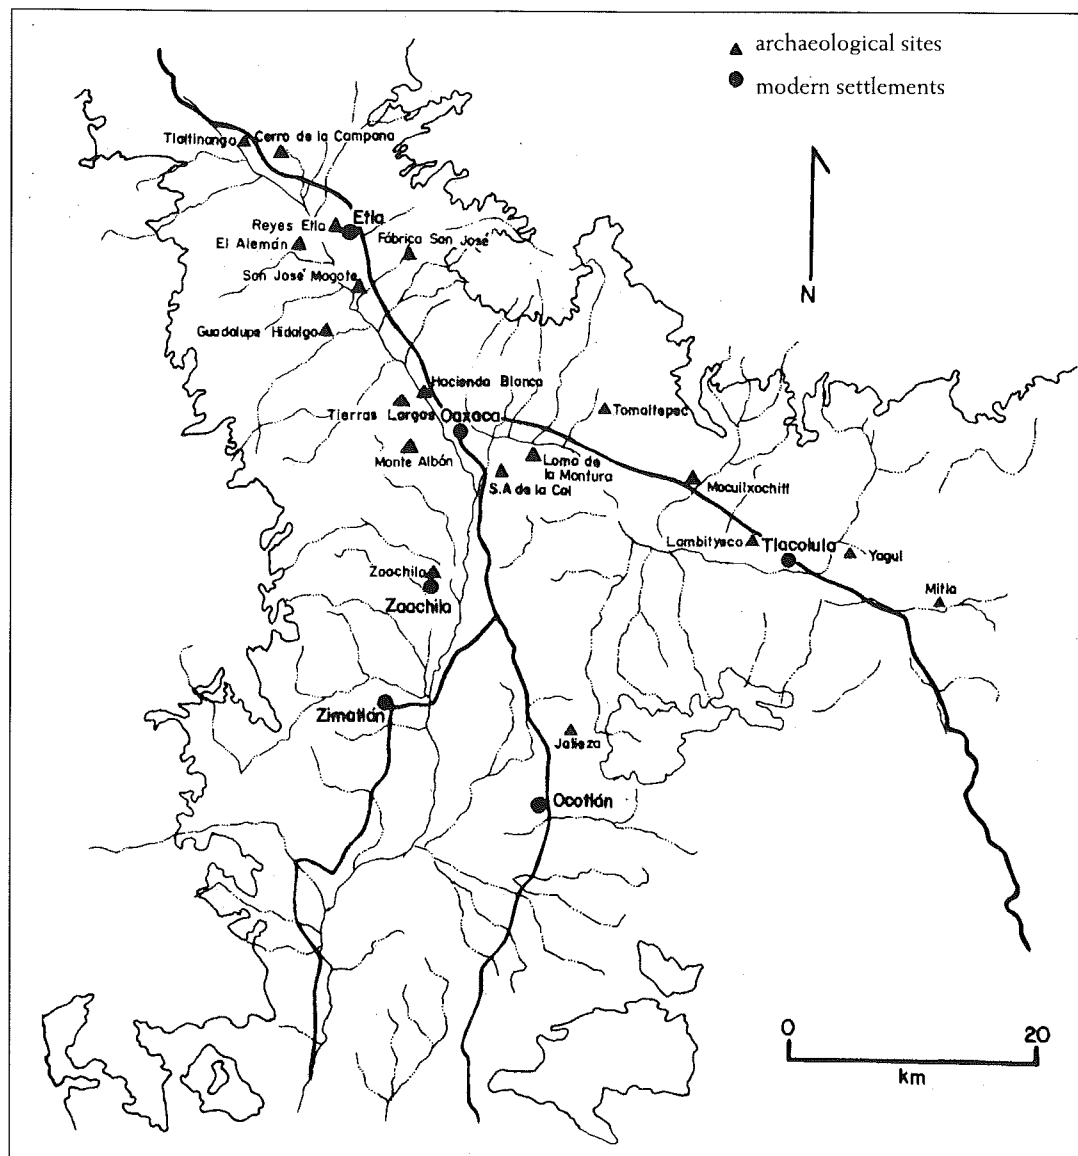 archaeological sites
modern settlements
Tlaltinango
Cerro de la Campana
Reyes Etla
Etla
El Alemán
Fábrica San José
San José Mogote
N
Guadalupe Hidalgo
Hacienda Blanca
Tierras Largas
Oaxaca
Tomaltepec
Monte Albán
Loma de
la Montura
S.A de la Cal
Macuilxochitl
Lambityeco
Tlacolula
Yagul
Zaachila
Zaachila
Mitla
Zimatlán
Jalieza
Ocotlán
0 20
km